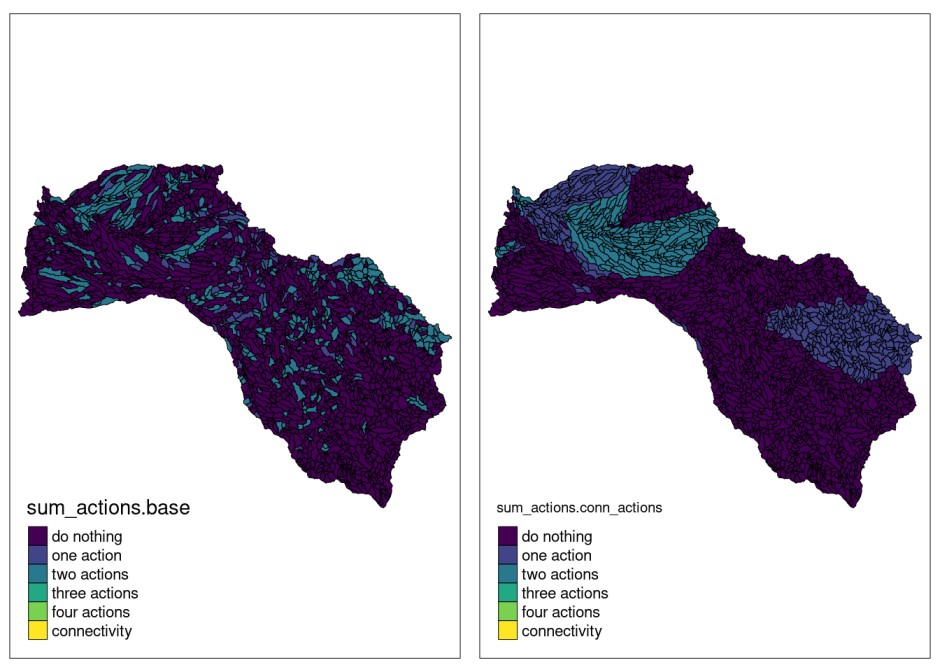 sum_actions.base
do nothing
one action
two actions
three actions
four actions
connectivity
sum_actions.conn_actions
do nothing
one action
two actions
three actions
four actions
connectivity